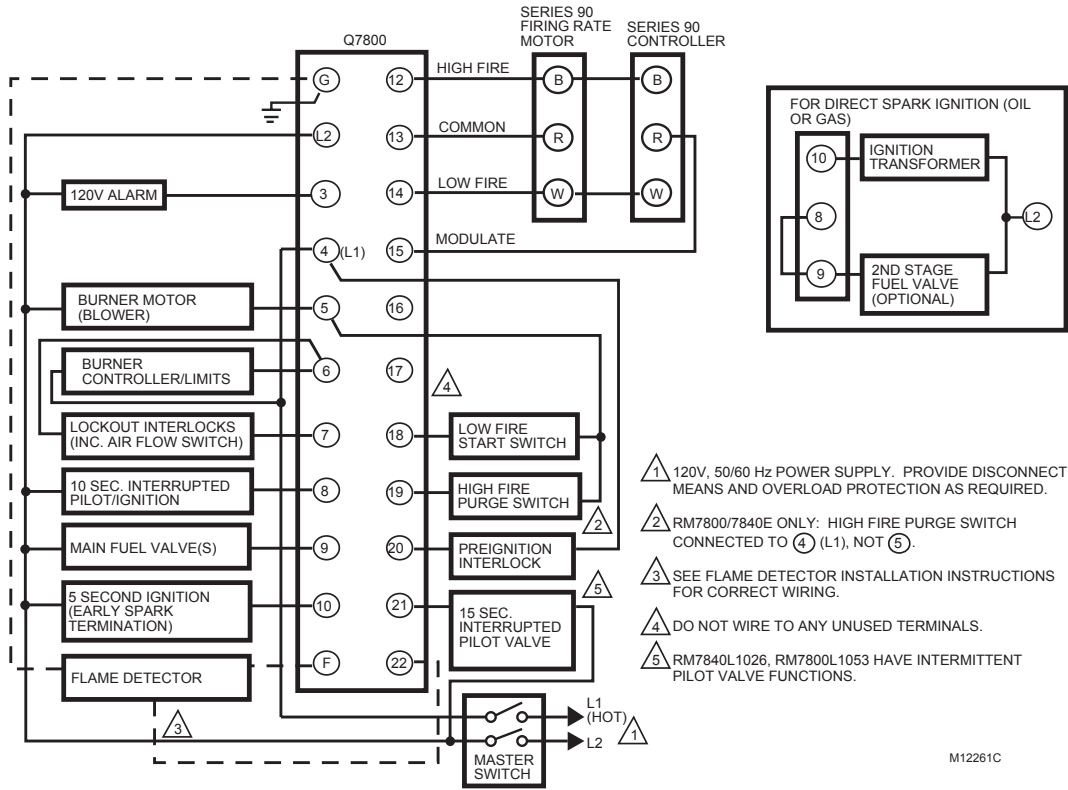 SERIES 90
FIRING RATE
MOTOR
SERIES 90
CONTROLLER
Q7800
G
12
HIGH FIRE
B
B
L2
13
COMMON
R
R
120V ALARM
3
14
LOW FIRE
W
W
4
(L1)
15
MODULATE
BURNER MOTOR
(BLOWER)
5
16
BURNER
CONTROLLER/LIMITS
6
17
4
LOCKOUT INTERLOCKS
(INC. AIR FLOW SWITCH)
7
18
LOW FIRE
START SWITCH
10 SEC. INTERRUPTED
PILOT/IGNITION
8
19
HIGH FIRE
PURGE SWITCH
2
MAIN FUEL VALVE(S)
9
20
PREIGNITION
INTERLOCK
5
5 SECOND IGNITION
(EARLY SPARK
TERMINATION)
10
21
15 SEC.
INTERRUPTED
PILOT VALVE
FLAME DETECTOR
F
22
3
L1
(HOT)
1
L2
MASTER
SWITCH
FOR DIRECT SPARK IGNITION (OIL
OR GAS)
10
IGNITION
TRANSFORMER
8
L2
9
2ND STAGE
FUEL VALVE
(OPTIONAL)
1 120V, 50/60 Hz POWER SUPPLY. PROVIDE DISCONNECT
MEANS AND OVERLOAD PROTECTION AS REQUIRED.
2 RM7800/7840E ONLY: HIGH FIRE PURGE SWITCH
CONNECTED TO 4 (L1), NOT 5.
3 SEE FLAME DETECTOR INSTALLATION INSTRUCTIONS
FOR CORRECT WIRING.
4 DO NOT WIRE TO ANY UNUSED TERMINALS.
5 RM7840L1026, RM7800L1053 HAVE INTERMITTENT
PILOT VALVE FUNCTIONS.
M12261C